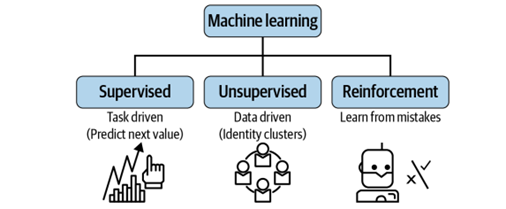 Machine learning
Supervised
Unsupervised
Reinforcement
Task driven
(Predict next value)
Data driven
(Identity clusters)
Learn from mistakes